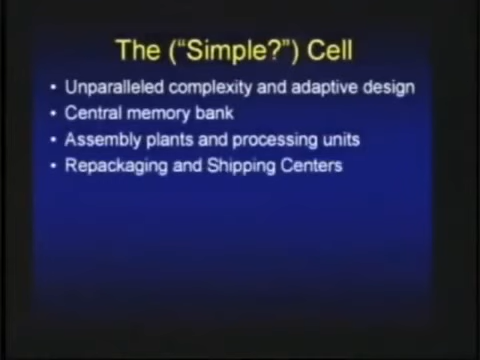 The ("Simple?") Cell
• Unparalleled complexity and adaptive design
• Central memory bank
• Assembly plants and processing units
• Repackaging and Shipping Centers